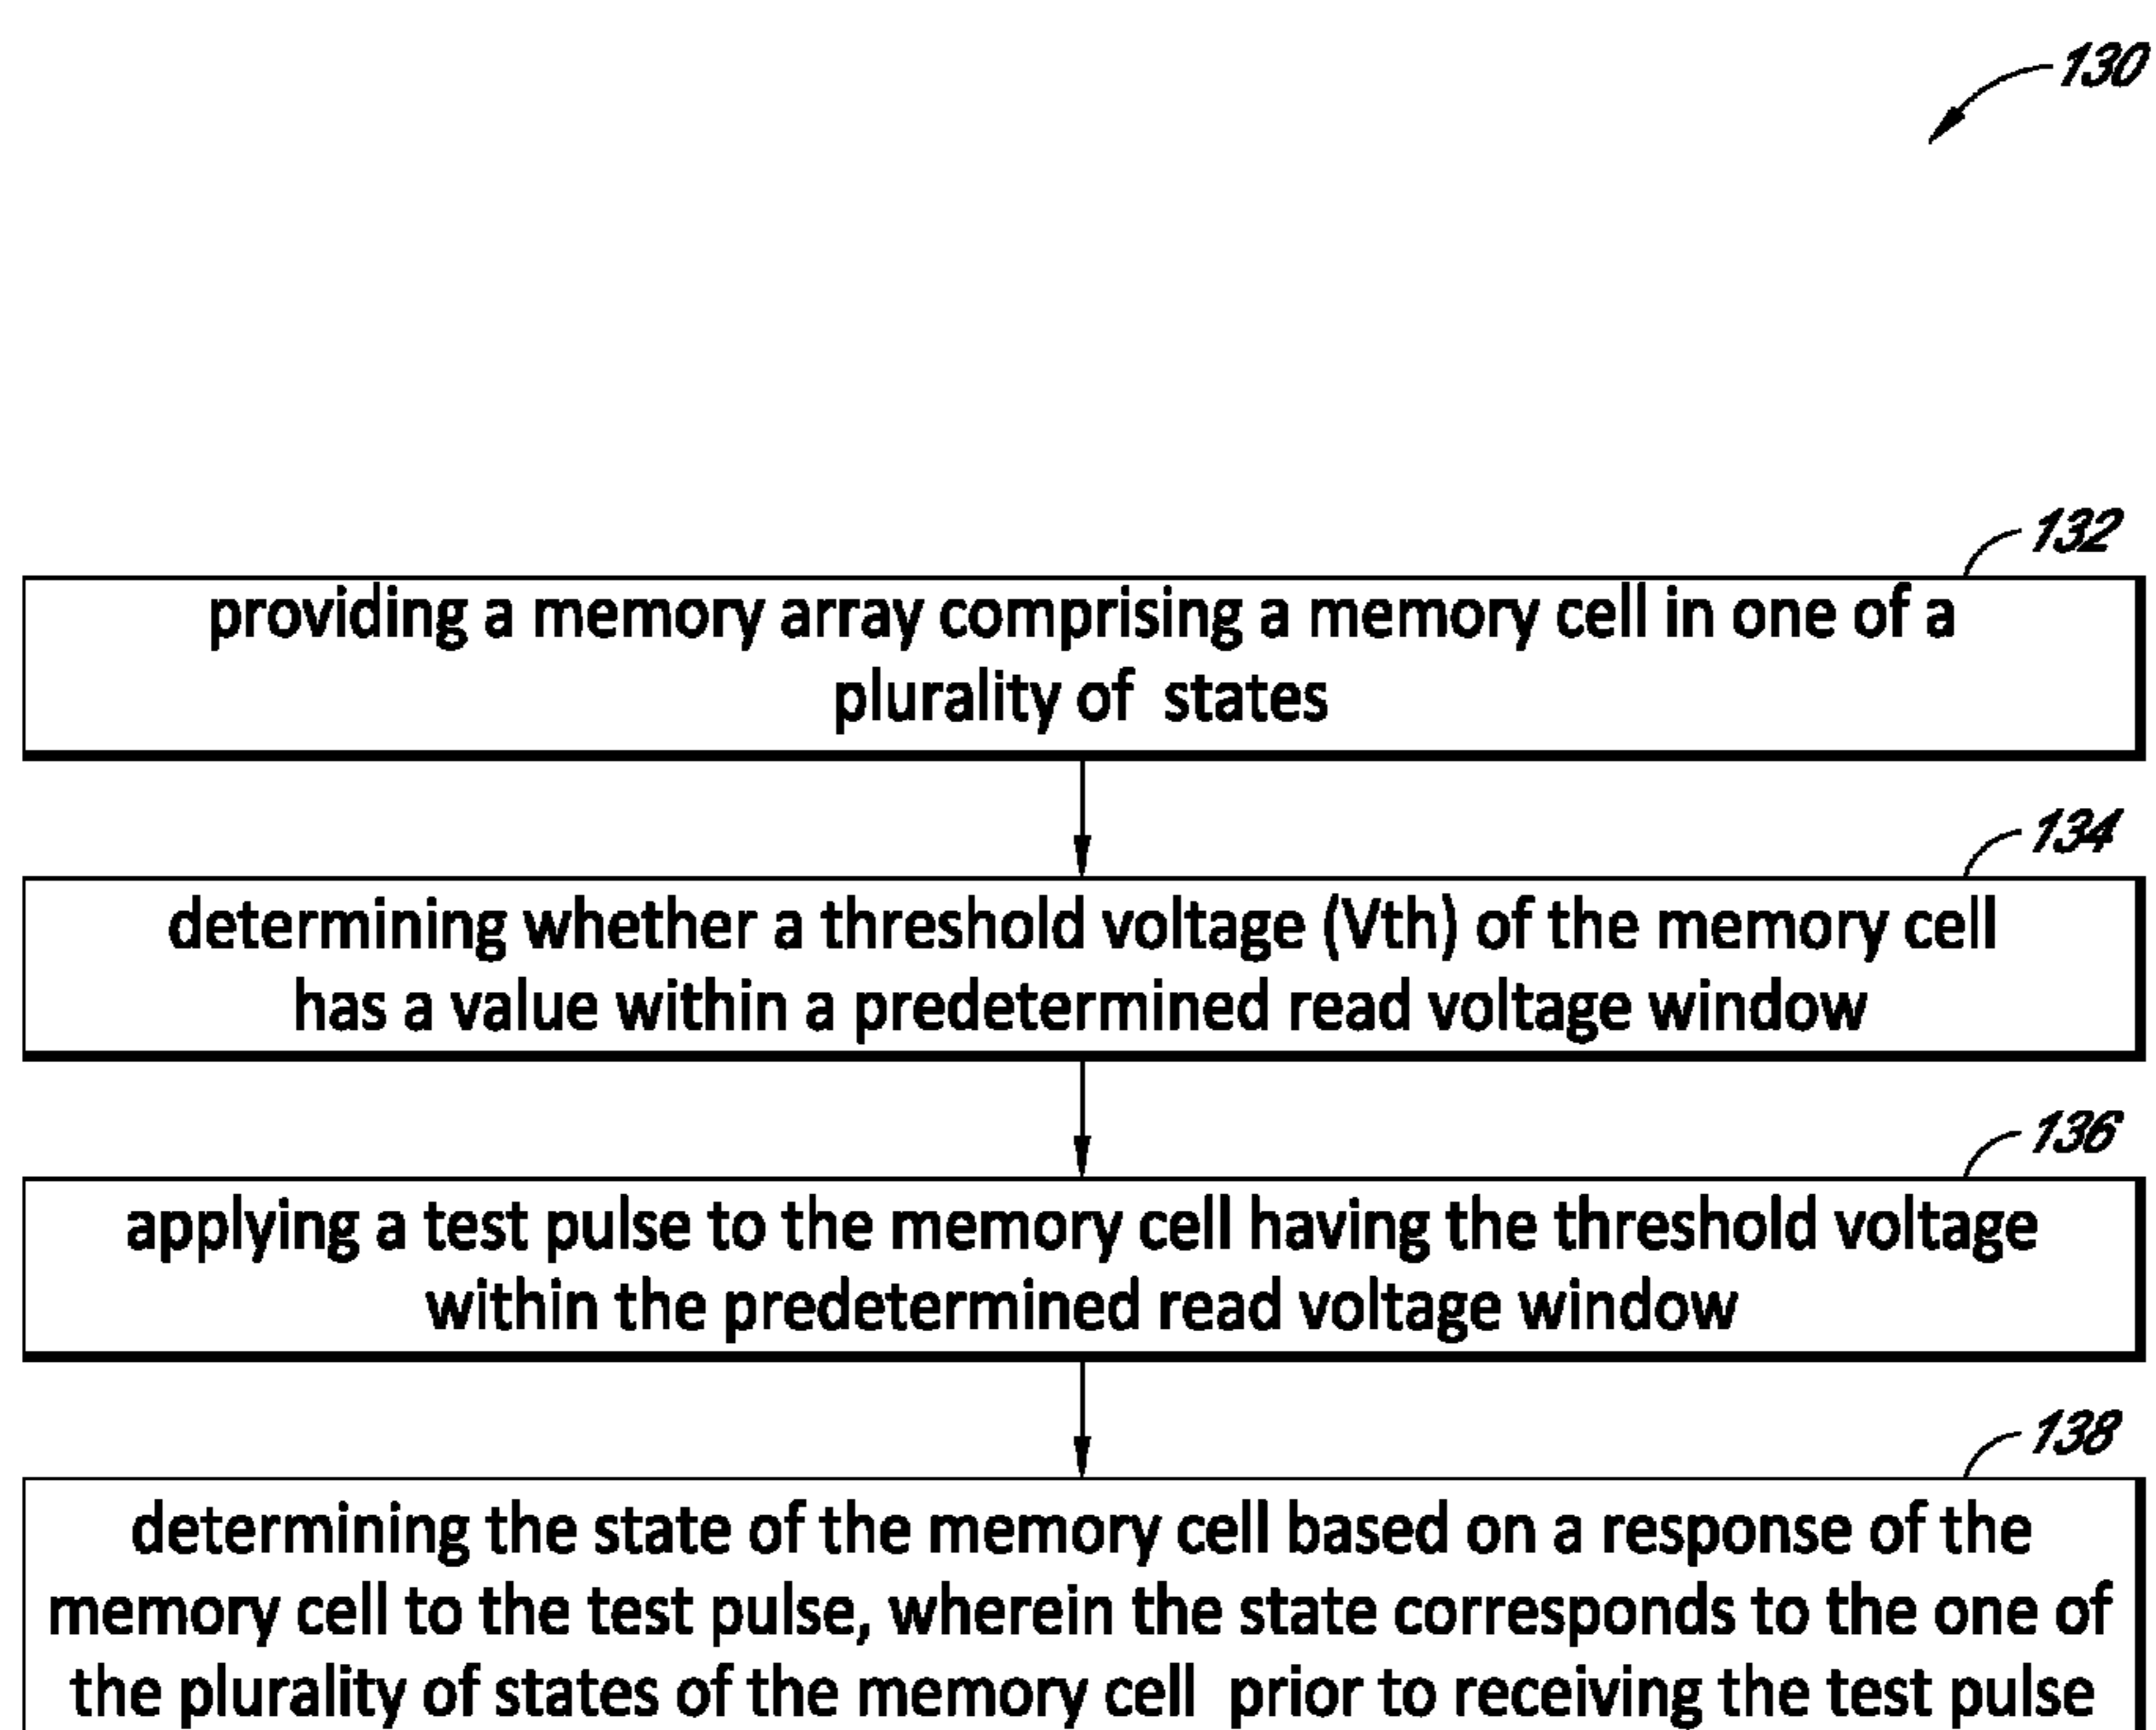 130
132
providing a memory array comprising a memory cell in one of a
plurality of states
134
determining whether a threshold voltage (Vth) of the memory cell
has a value within a predetermined read voltage window
136
applying a test pulse to the memory cell having the threshold voltage
within the predetermined read voltage window
138
determining the state of the memory cell based on a response of the
memory cell to the test pulse, wherein the state corresponds to the one of
the plurality of states of the memory cell prior to receiving the test pulse